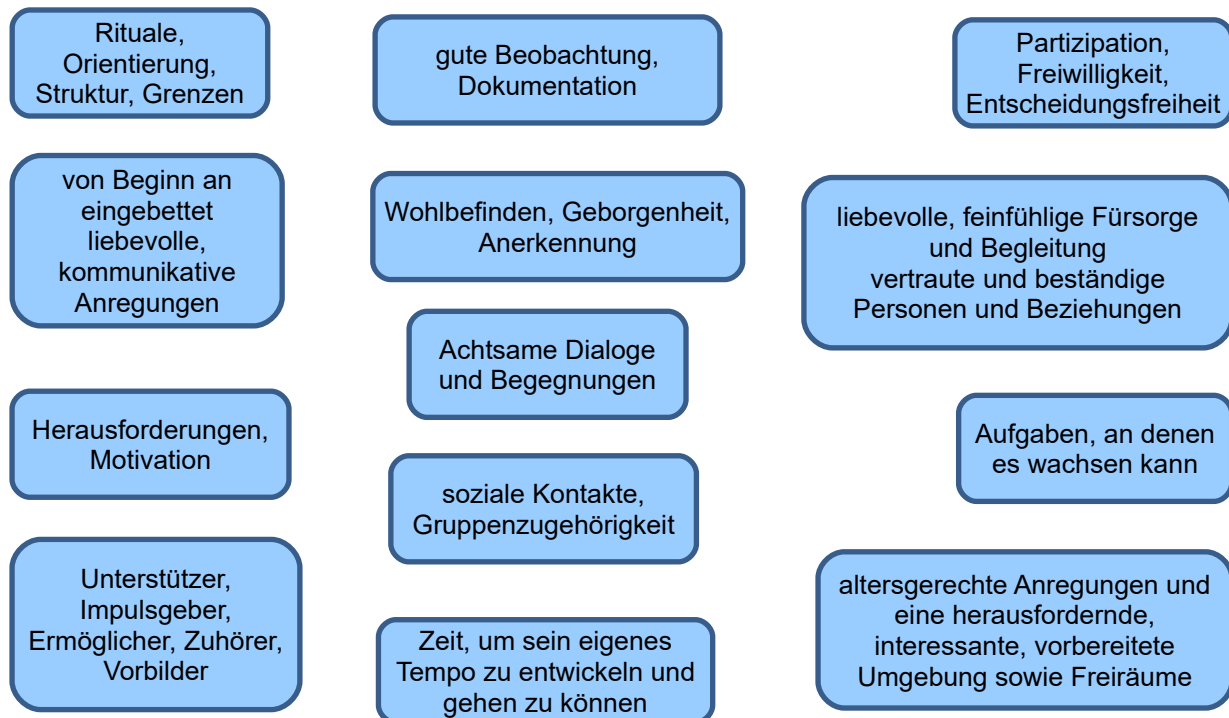 Rituale,
Orientierung,
Struktur, Grenzen
gute Beobachtung,
Dokumentation
Partizipation,
Freiwilligkeit,
Entscheidungsfreiheit
von Beginn an
eingebettet
liebevolle,
kommunikative
Anregungen
Wohlbefinden, Geborgenheit,
Anerkennung
liebevolle, feinfühlige Fürsorge
und Begleitung
vertraute und beständige
Personen und Beziehungen
Achtsame Dialoge
und Begegnungen
Herausforderungen,
Motivation
Aufgaben, an denen
es wachsen kann
soziale Kontakte,
Gruppenzugehörigkeit
Unterstützer,
Impulsgeber,
Ermöglicher, Zuhörer,
Vorbilder
Zeit, um sein eigenes
Tempo zu entwickeln und
gehen zu können
altersgerechte Anregungen und
eine herausfordernde,
interessante, vorbereitete
Umgebung sowie Freiräume